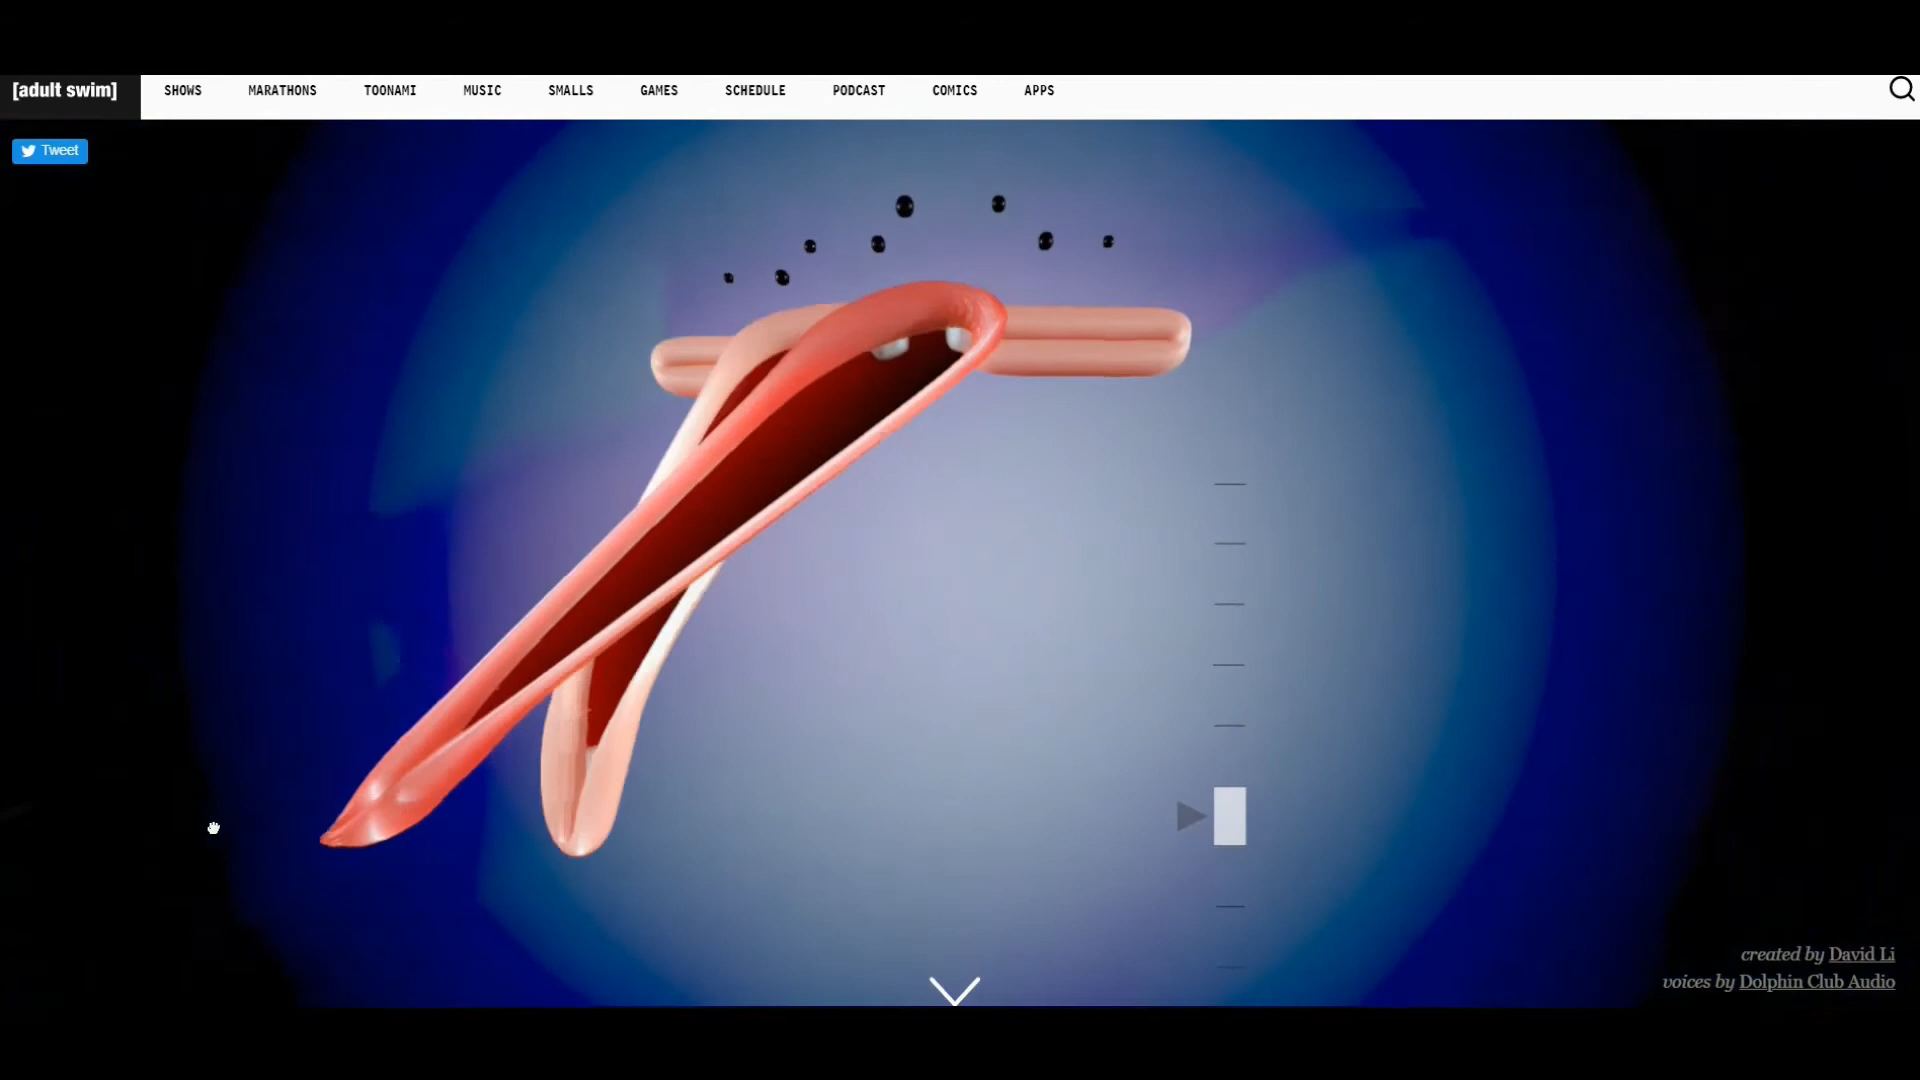 [adult swim]
SHOWS MARATHONS TOONAMI MUSIC SMALLS GAMES SCHEDULE PODCAST COMICS APPS
Tweet
created by David Li
voices by Dolphin Club Audio